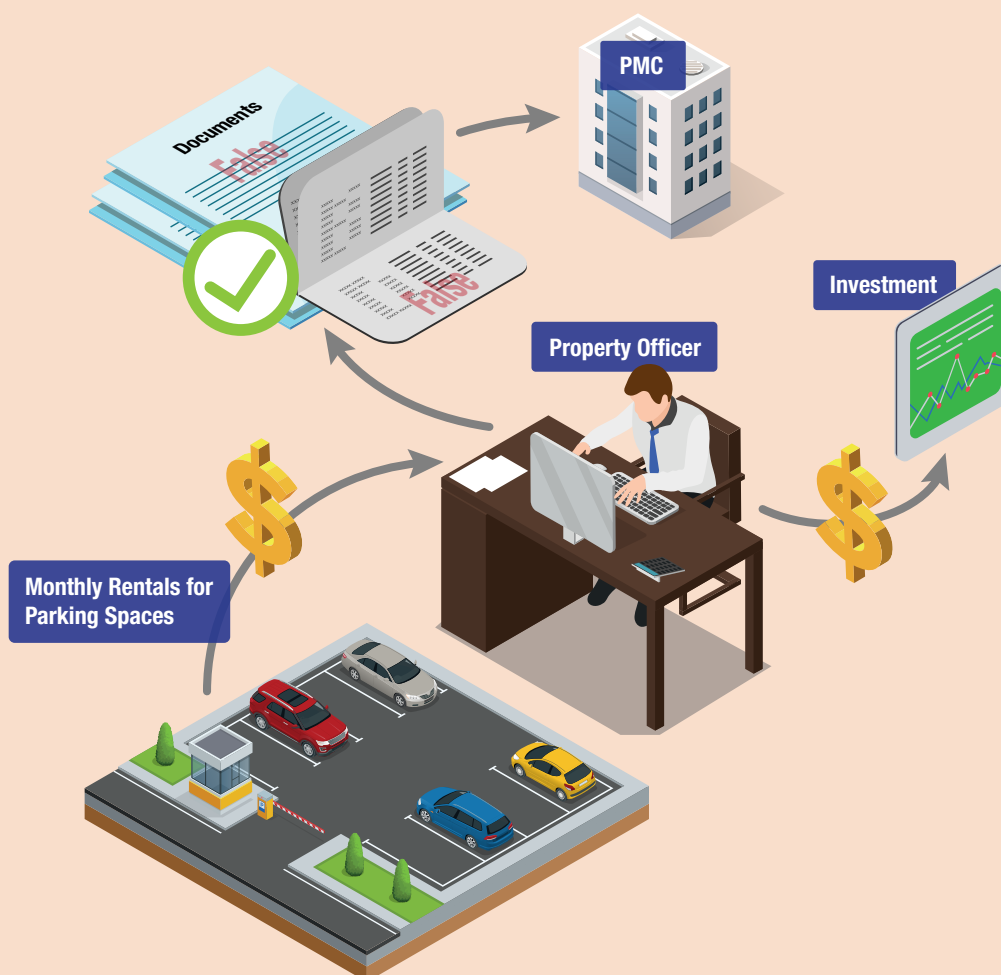 PMC
Documents
False
False
Investment
Property Officer
Monthly Rentals for
Parking Spaces